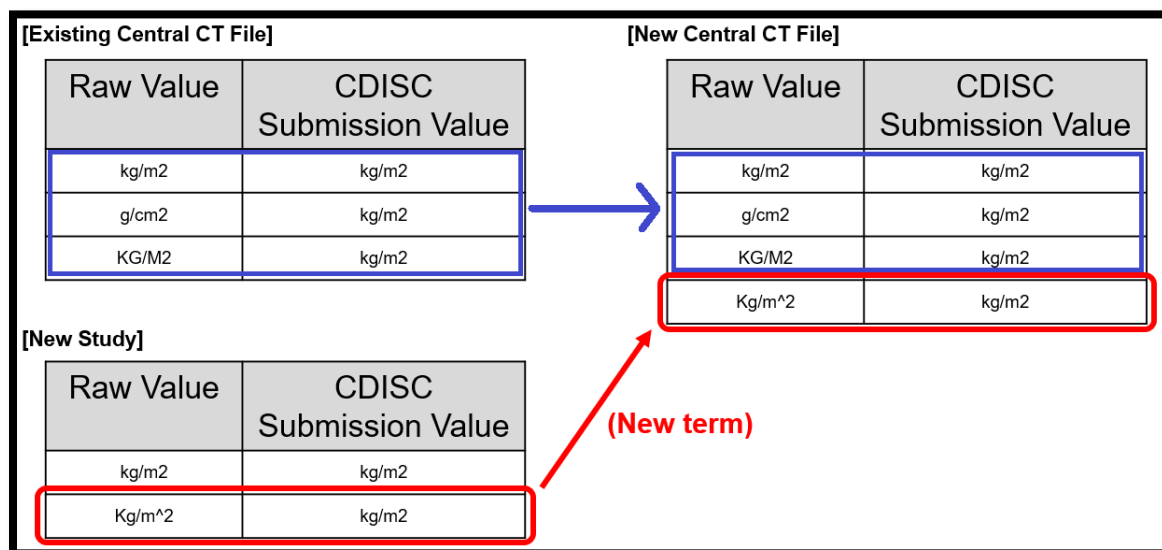 [Existing Central CT File]
Raw Value CDISC
Submission Value
kg/m2 kg/m2
g/cm2 kg/m2
KG/M2 kg/m2
[New Study]
Raw Value CDISC
Submission Value
kg/m2 kg/m2
Kg/m^2 kg/m2
(New term)
[New Central CT File]
Raw Value CDISC
Submission Value
kg/m2 kg/m2
g/cm2 kg/m2
KG/M2 kg/m2
Kg/m^2 kg/m2